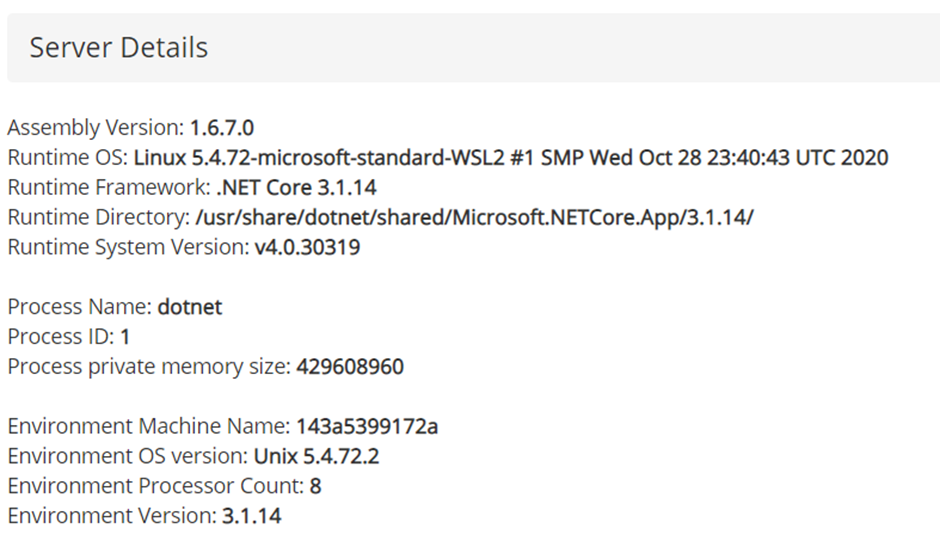 Server Details
Assembly Version: 1.6.7.0
Runtime OS: Linux 5.4.72-microsoft-standard-WSL2 #1 SMP Wed Oct 28 23:40:43 UTC 2020
Runtime Framework: .NET Core 3.1.14
Runtime Directory: /usr/share/dotnet/shared/Microsoft.NETCore.App/3.1.14/
Runtime System Version: v4.0.30319
Process Name: dotnet
Process ID: 1
Process private memory size: 429608960
Environment Machine Name: 143a5399172a
Environment OS version: Unix 5.4.72.2
Environment Processor Count: 8
Environment Version: 3.1.14